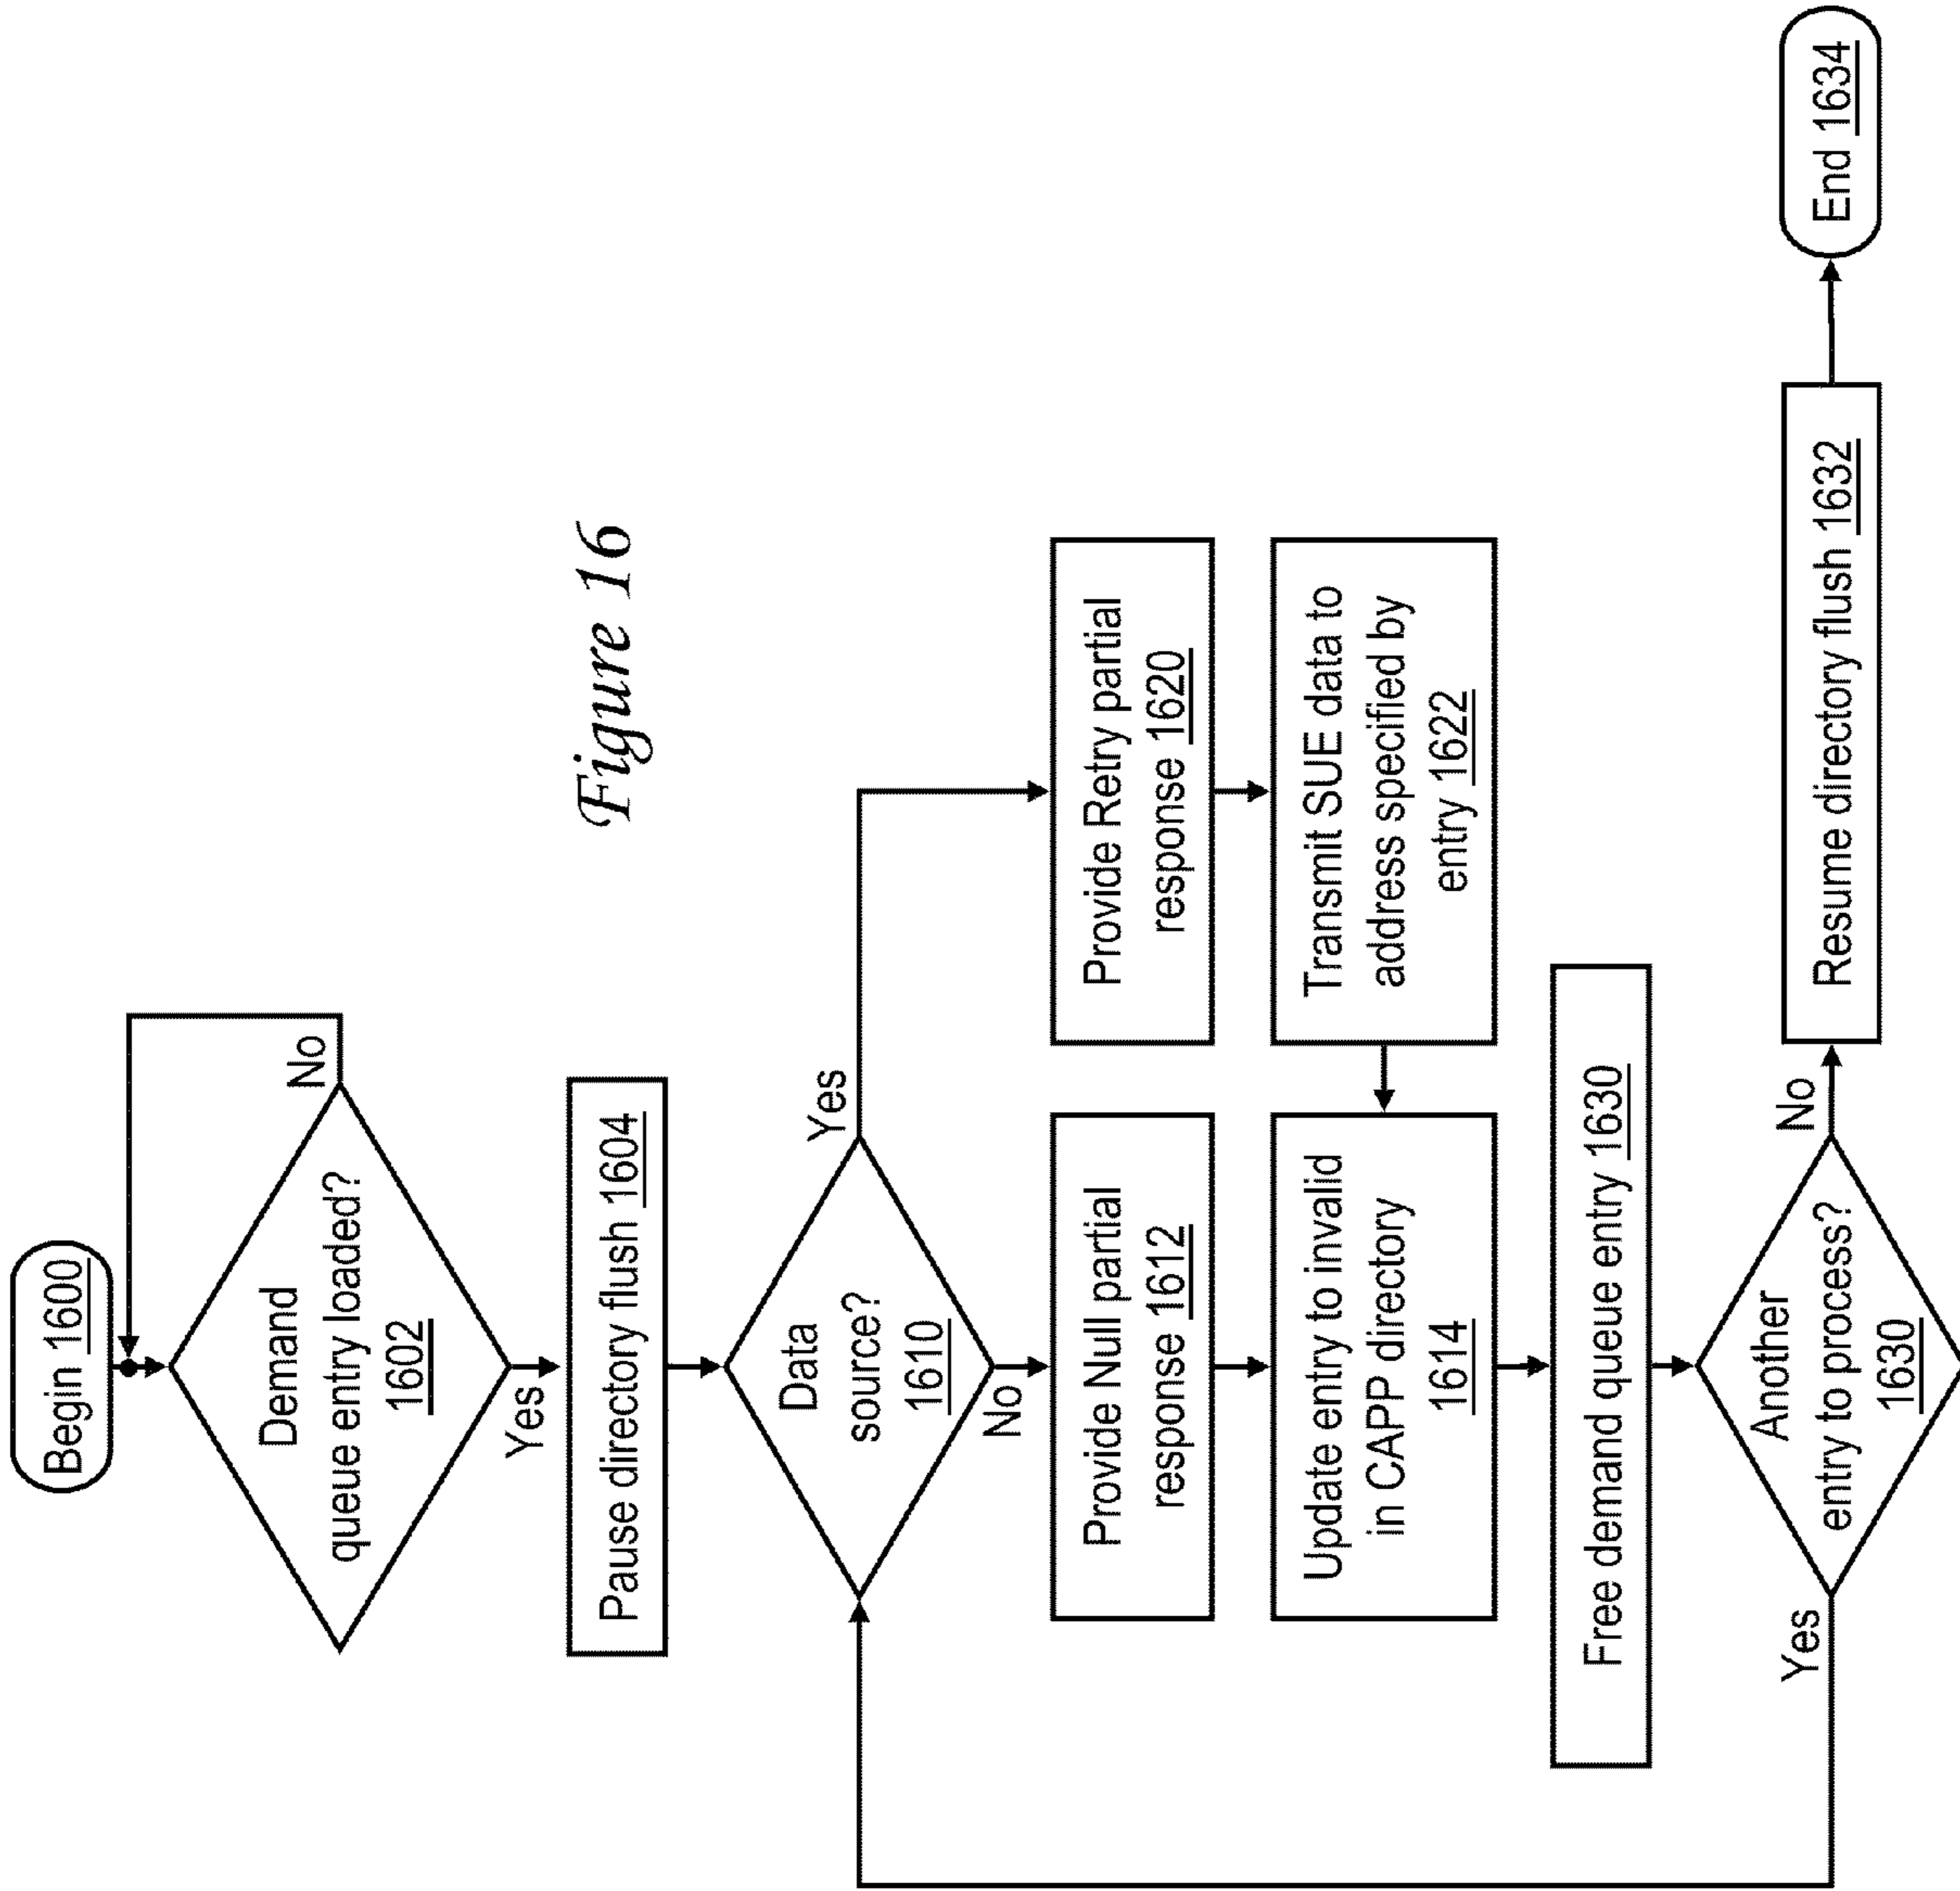 Begin 1600
Demand
queue entry loaded?
1602
No
Yes
Pause directory flush 1604
Data
source?
1610
Yes
No
Figure 16
Provide Null partial
response 1612
Provide Retry partial
response 1620
Update entry to invalid
in CAPP directory
1614
Transmit SUE data to
address specified by
entry 1622
Free demand queue entry 1630
Another
entry to process?
1630
Yes
No
Resume directory flush 1632
End 1634